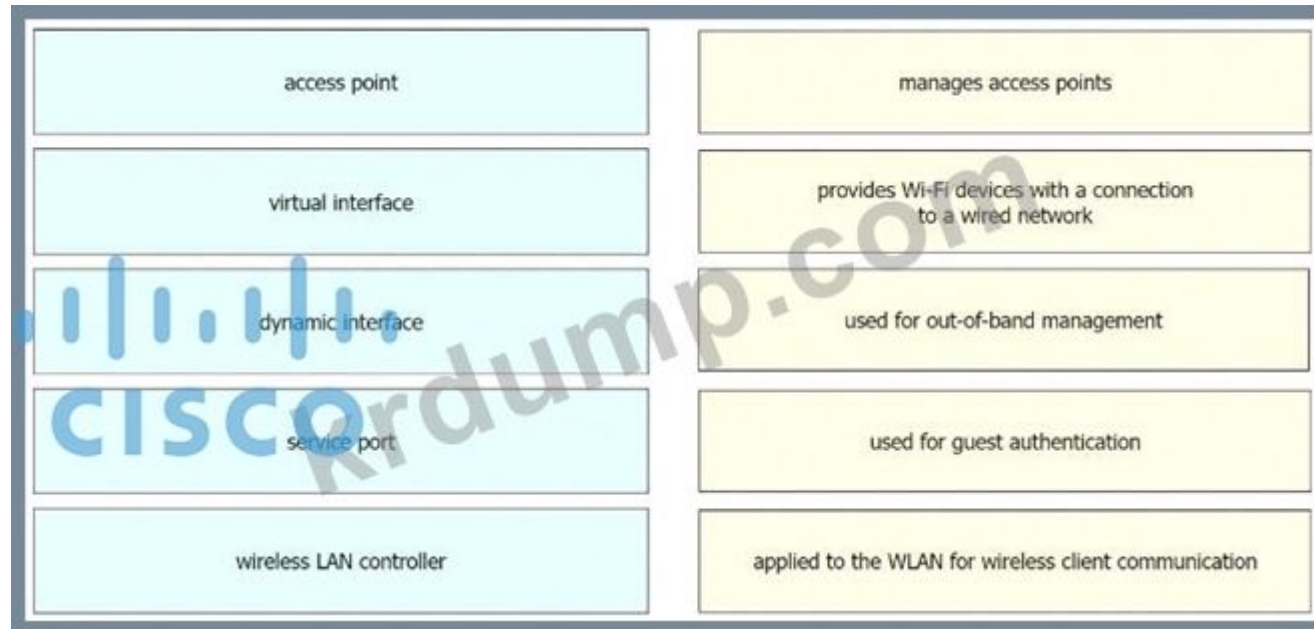 access point
manages access points
virtual interface
provides Wi-Fi devices with a connection
to a wired network
dynamic interface
used for out-of-band management
service port
used for guest authentication
wireless LAN controller
applied to the WLAN for wireless client communication
CISCO
krdump.com